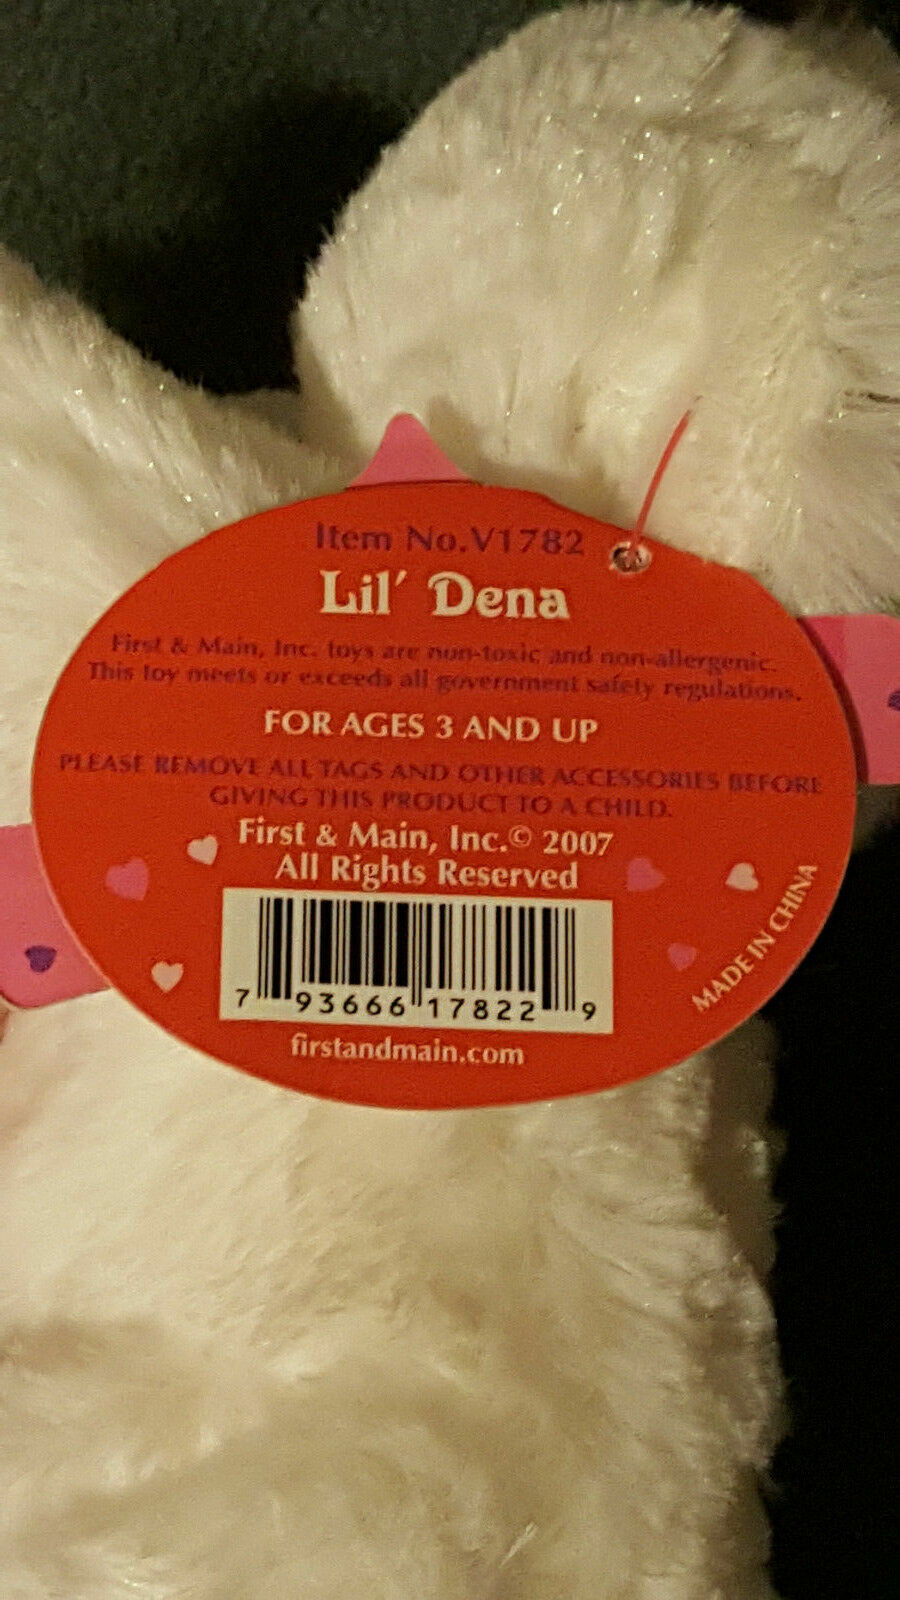 Item No.V1782
Lil' Dena
First & Main, Inc. toys are non-toxic and non-allergenic.
This toy meets or exceeds all government safety regulations.
FOR AGES 3 AND UP
PLEASE REMOVE ALL TAGS AND OTHER ACCESSORIES BEFORE
GIVING THIS PRODUCT TO A CHILD.
First & Main, Inc.© 2007
All Rights Reserved
MADE IN CHINA
7 93666 17822 9
firstandmain.com